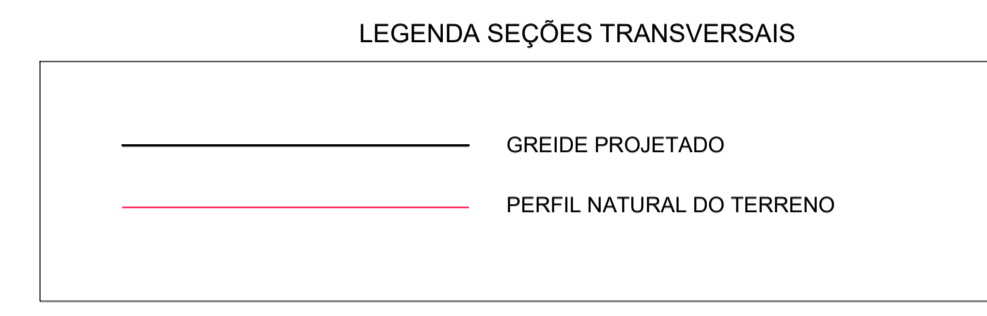 LEGENDA SEÇÕES TRANSVERSAIS
GREIDE PROJETADO
PERFIL NATURAL DO TERRENO